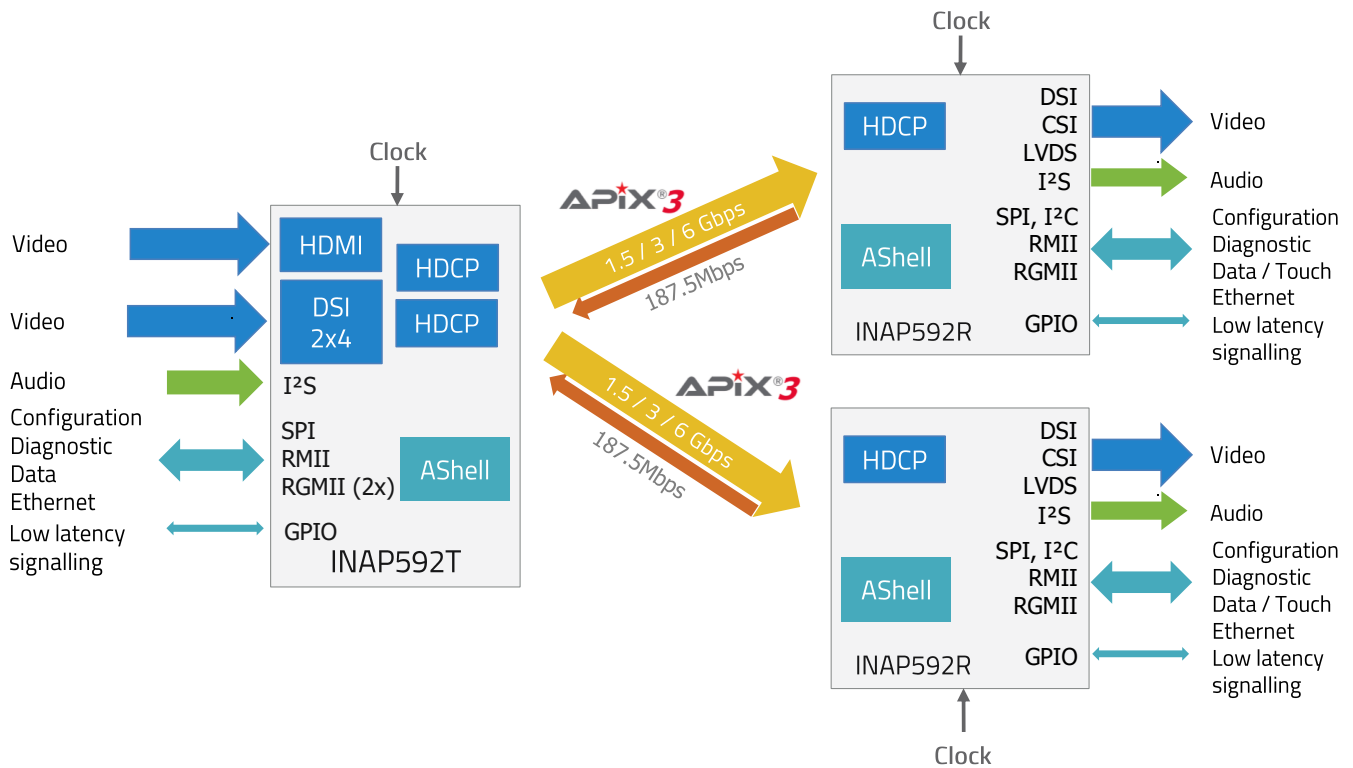 Clock
Video
Video
Audio
Configuration
Diagnostic
Data
Ethernet
Low latency
signalling
HDMI
DSI
2x4
HDCP
HDCP
I²S
SPI
RMII
RGMII (2x)
AShell
GPIO
INAP592T
APIX®3
1.5 / 3 / 6 Gbps
187.5Mbps
APIX®3
1.5 / 3 / 6 Gbps
187.5Mbps
Clock
HDCP
AShell
INAP592R
DSI
CSI
LVDS
I²S
SPI, I²C
RMII
RGMII
GPIO
Video
Audio
Configuration
Diagnostic
Data / Touch
Ethernet
Low latency
signalling
HDCP
AShell
INAP592R
DSI
CSI
LVDS
I²S
SPI, I²C
RMII
RGMII
GPIO
Video
Audio
Configuration
Diagnostic
Data / Touch
Ethernet
Low latency
signalling
Clock